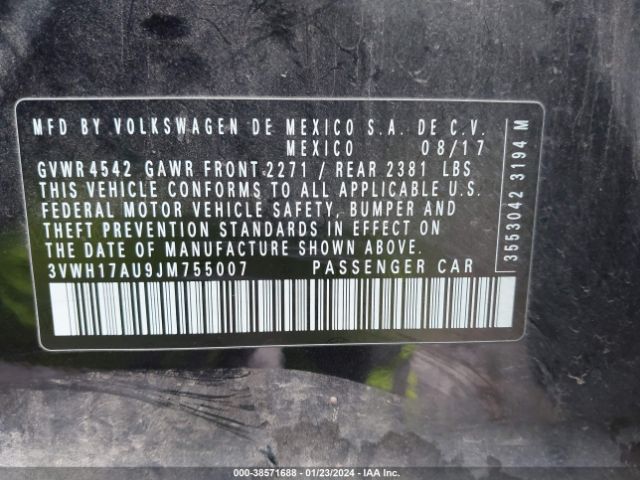 MFD BY VOLKSWAGEN DE MEXICO S.A. DE C.V.
MEXICO 08/17
GVWR 4542 GAWR FRONT 2271 / REAR 2381 LBS
THIS VEHICLE CONFORMS TO ALL APPLICABLE U.S.
FEDERAL MOTOR VEHICLE SAFETY, BUMPER AND
THEFT PREVENTION STANDARDS IN EFFECT ON
THE DATE OF MANUFACTURE SHOWN ABOVE.
3VWH17AU9JM755007 PASSENGER CAR
3553042 3194 M
000-38571688 - 01/23/2024 - IAA Inc.